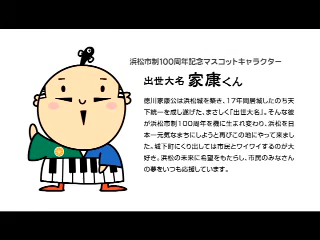 浜松市制100周年記念マスコットキャラクター
出世大名 家康くん
徳川家康公は浜松城を築き、17年間居城したのち天
下統一を成し遂げた、まさしく『出世大名』。そんな彼
が浜松市制100周年を機に生まれ変わり、浜松を日
本一元気なまちにしようと再びこの地にやって来まし
た。城下町にくり出しては市民とワイワイするのが大
好き。浜松の未来に希望をもたらし、市民のみなさん
の夢をいつも応援しています。